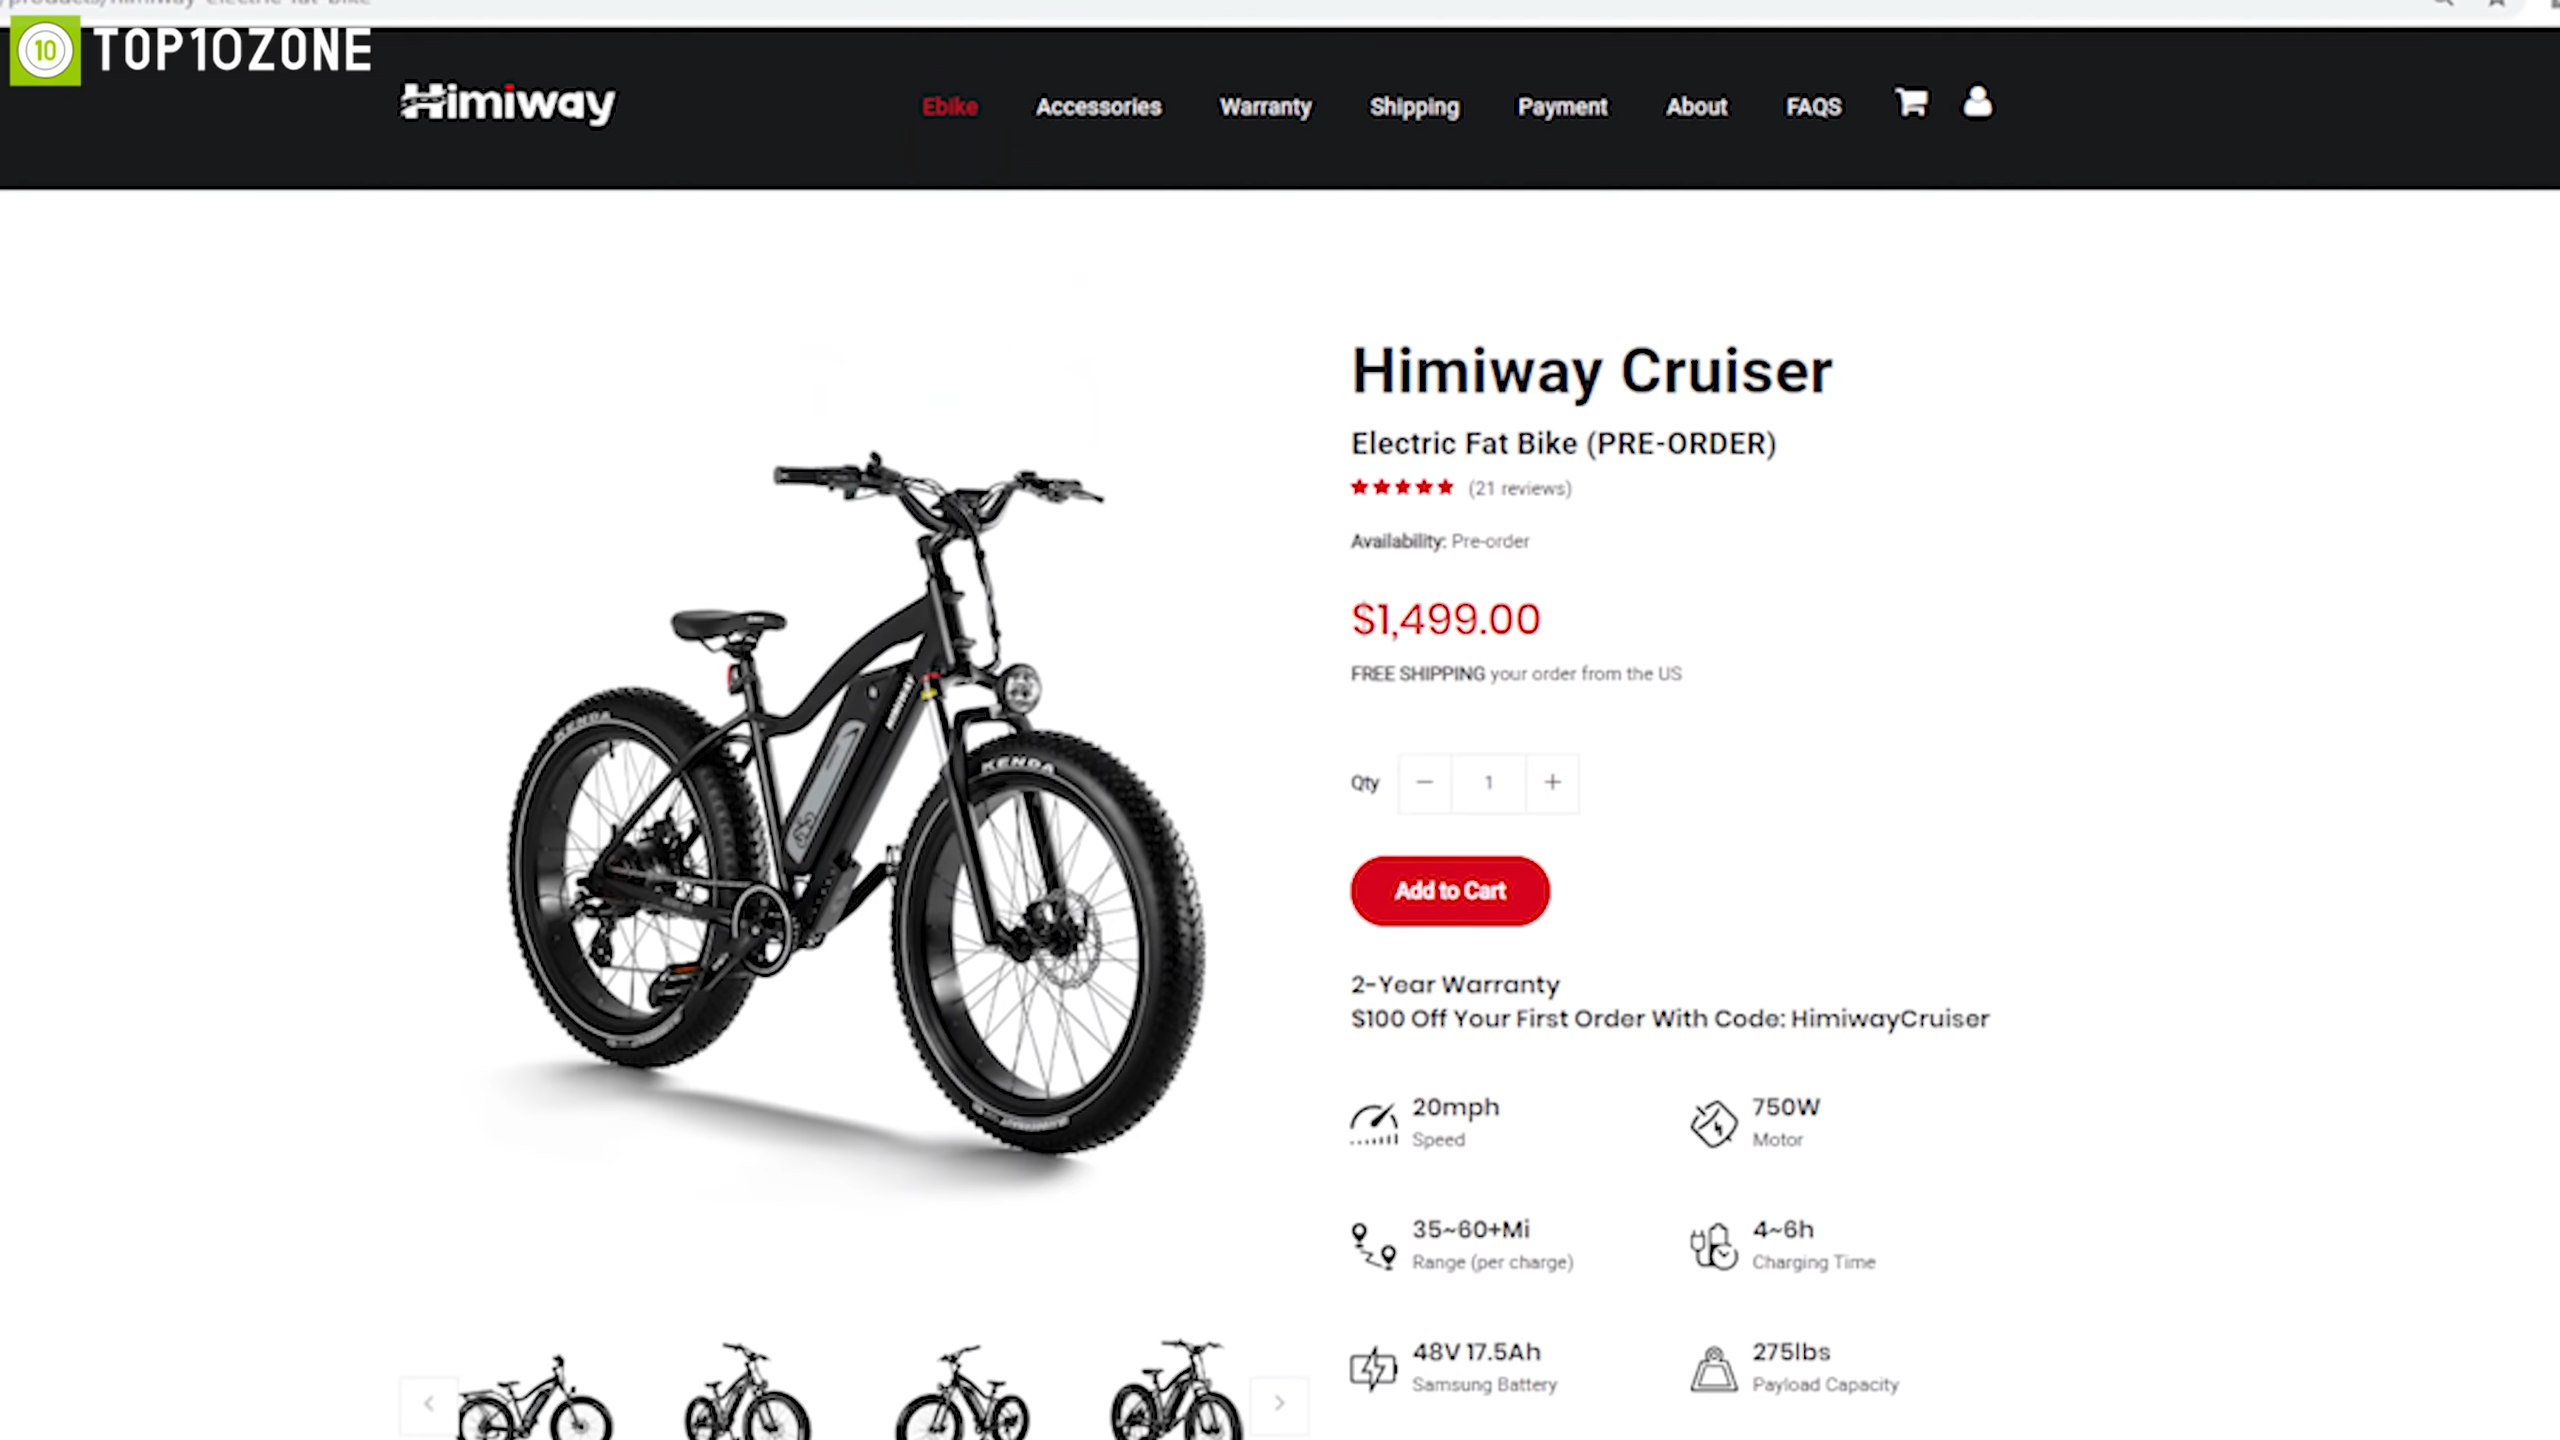 TOP10ZONE
10
Himiway
Ebike Accessories Warranty Shipping Payment About FAQS
Himiway Cruiser
Electric Fat Bike (PRE-ORDER)
(21 reviews)
Availability: Pre-order
$1,499.00
FREE SHIPPING your order from the US
Qty − 1 +
Add to Cart
2-Year Warranty
$100 Off Your First Order With Code: HimiwayCruiser
20mph
Speed
750W
Motor
35~60+Mi
Range (per charge)
4~6h
Charging Time
48V 17.5Ah
Samsung Battery
275lbs
Payload Capacity
KENDA
KENDA